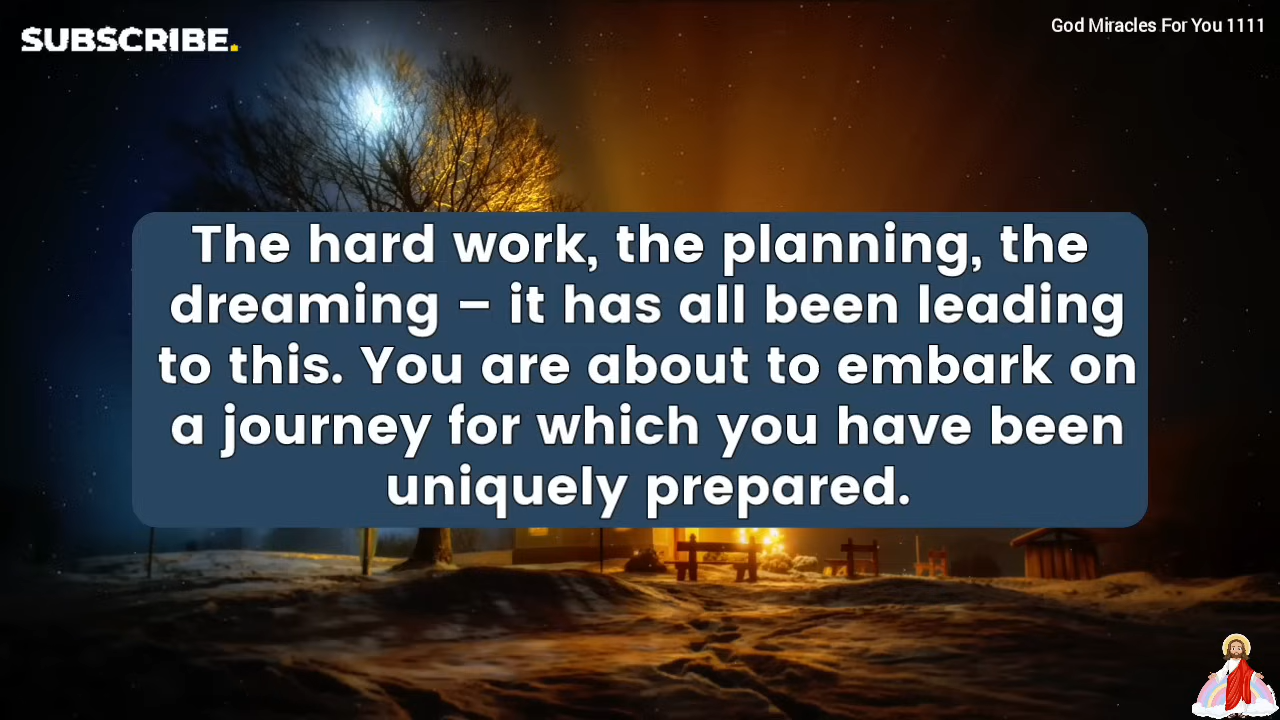 SUBSCRIBE.
God Miracles For You 1111
The hard work, the planning, the
dreaming – it has all been leading
to this. You are about to embark on
a journey for which you have been
uniquely prepared.